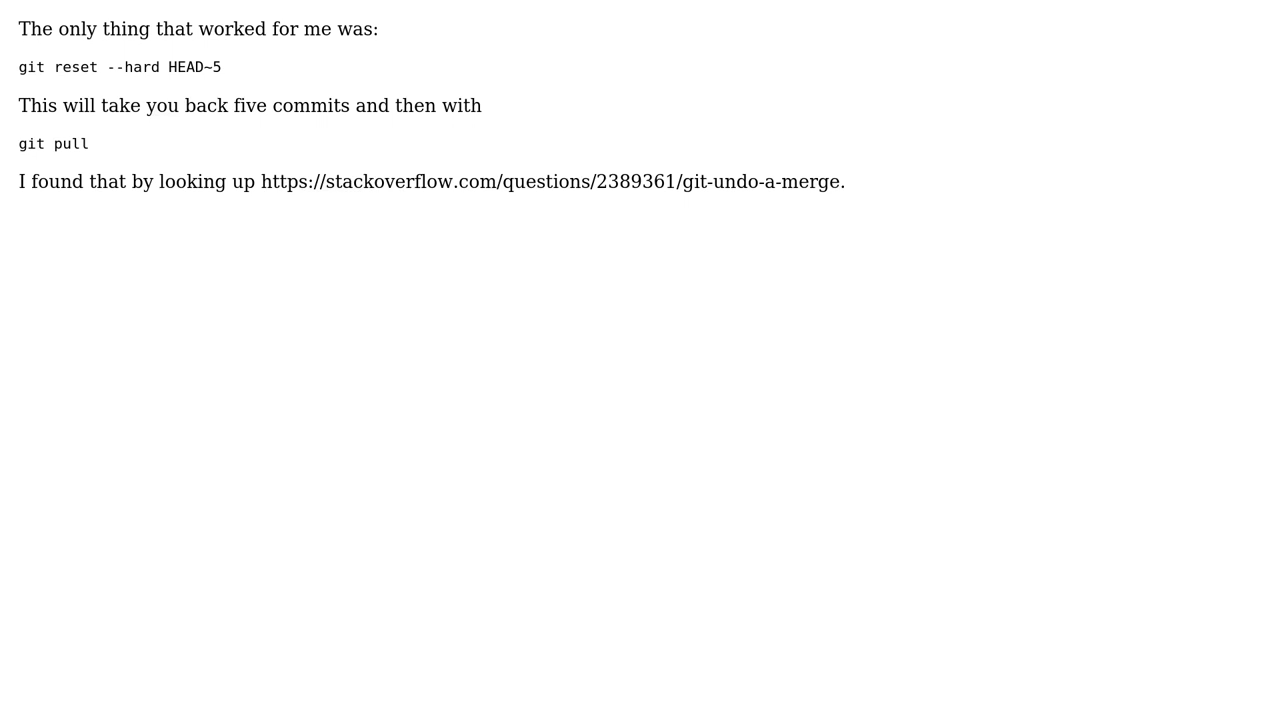 The only thing that worked for me was:
git reset --hard HEAD~5
This will take you back five commits and then with
git pull
I found that by looking up https://stackoverflow.com/questions/2389361/git-undo-a-merge.